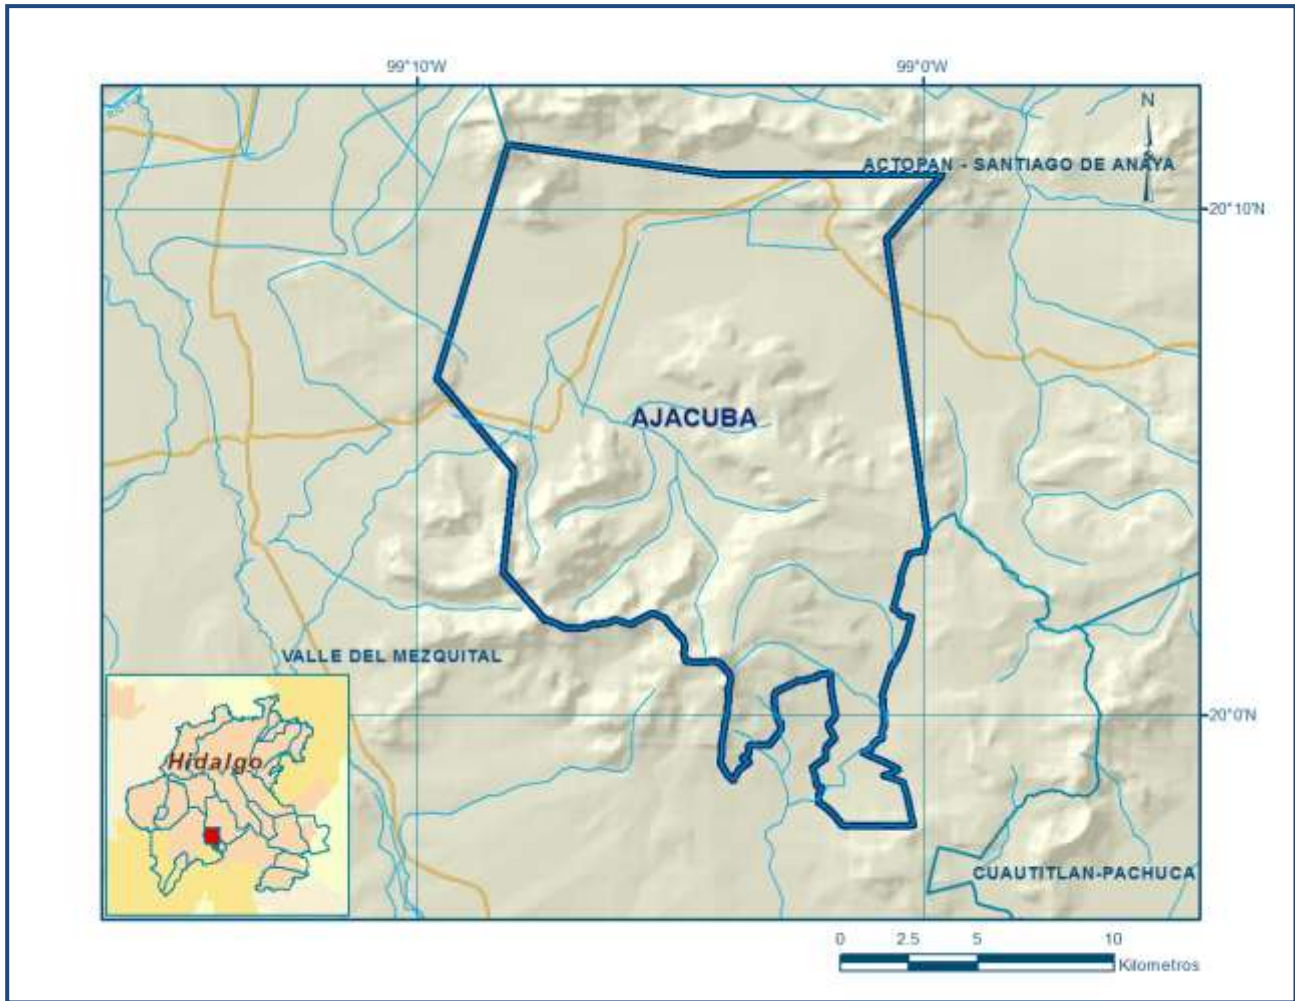 99°10'W 99°0'W
N
ACTOPAN - SANTIAGO DE ANAYA
20°10'N
AJACUBA
VALLE DEL MEZQUITAL
20°0'N
Hidalgo
CUAUTITLAN-PACHUCA
0 2.5 5 10
Kilometros